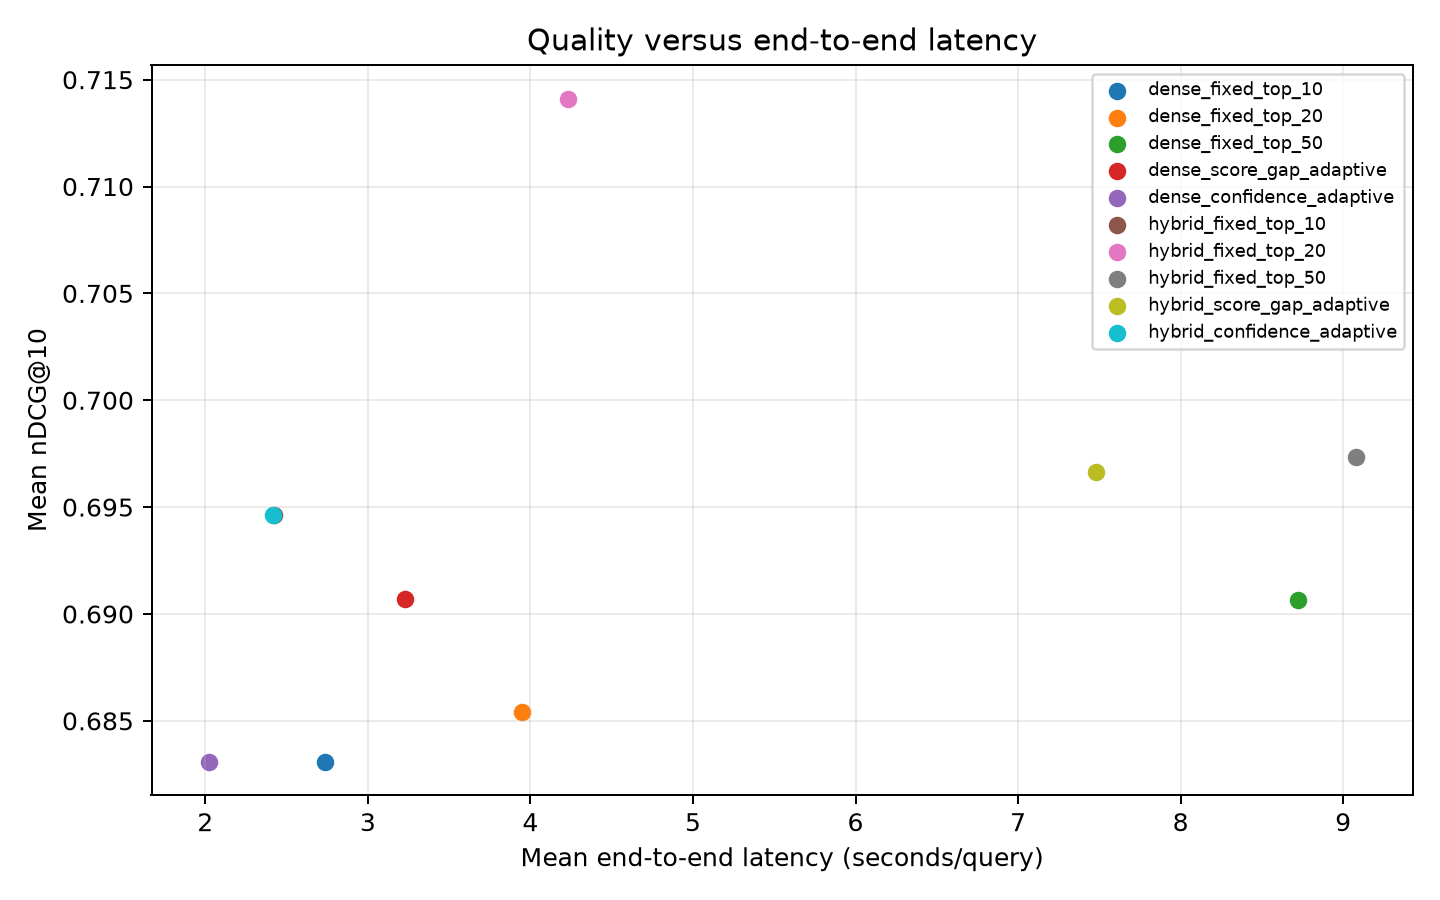 Quality versus end-to-end latency
0.715
0.710
0.705
0.700
0.695
0.690
0.685
Mean nDCG@10
dense_fixed_top_10
dense_fixed_top_20
dense_fixed_top_50
dense_score_gap_adaptive
dense_confidence_adaptive
hybrid_fixed_top_10
hybrid_fixed_top_20
hybrid_fixed_top_50
hybrid_score_gap_adaptive
hybrid_confidence_adaptive
2 3 4 5 6 7 8 9
Mean end-to-end latency (seconds/query)